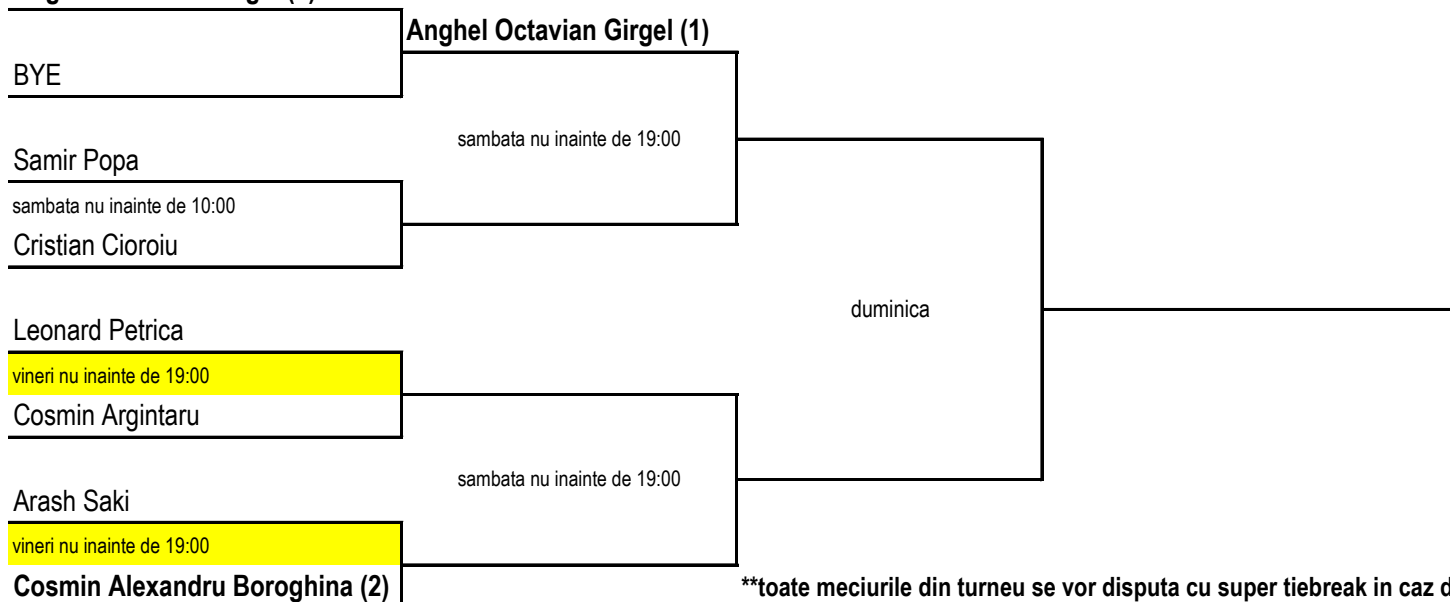 Anghel Octavian Girgel (1)
BYE
sambata nu inainte de 19:00
Samir Popa
sambata nu inainte de 10:00
Cristian Cioroiu
duminica
Leonard Petrica
vineri nu inainte de 19:00
Cosmin Argintaru
sambata nu inainte de 19:00
Arash Saki
vineri nu inainte de 19:00
Cosmin Alexandru Boroghina (2)
**toate meciurile din turneu se vor disputa cu super tiebreak in caz d